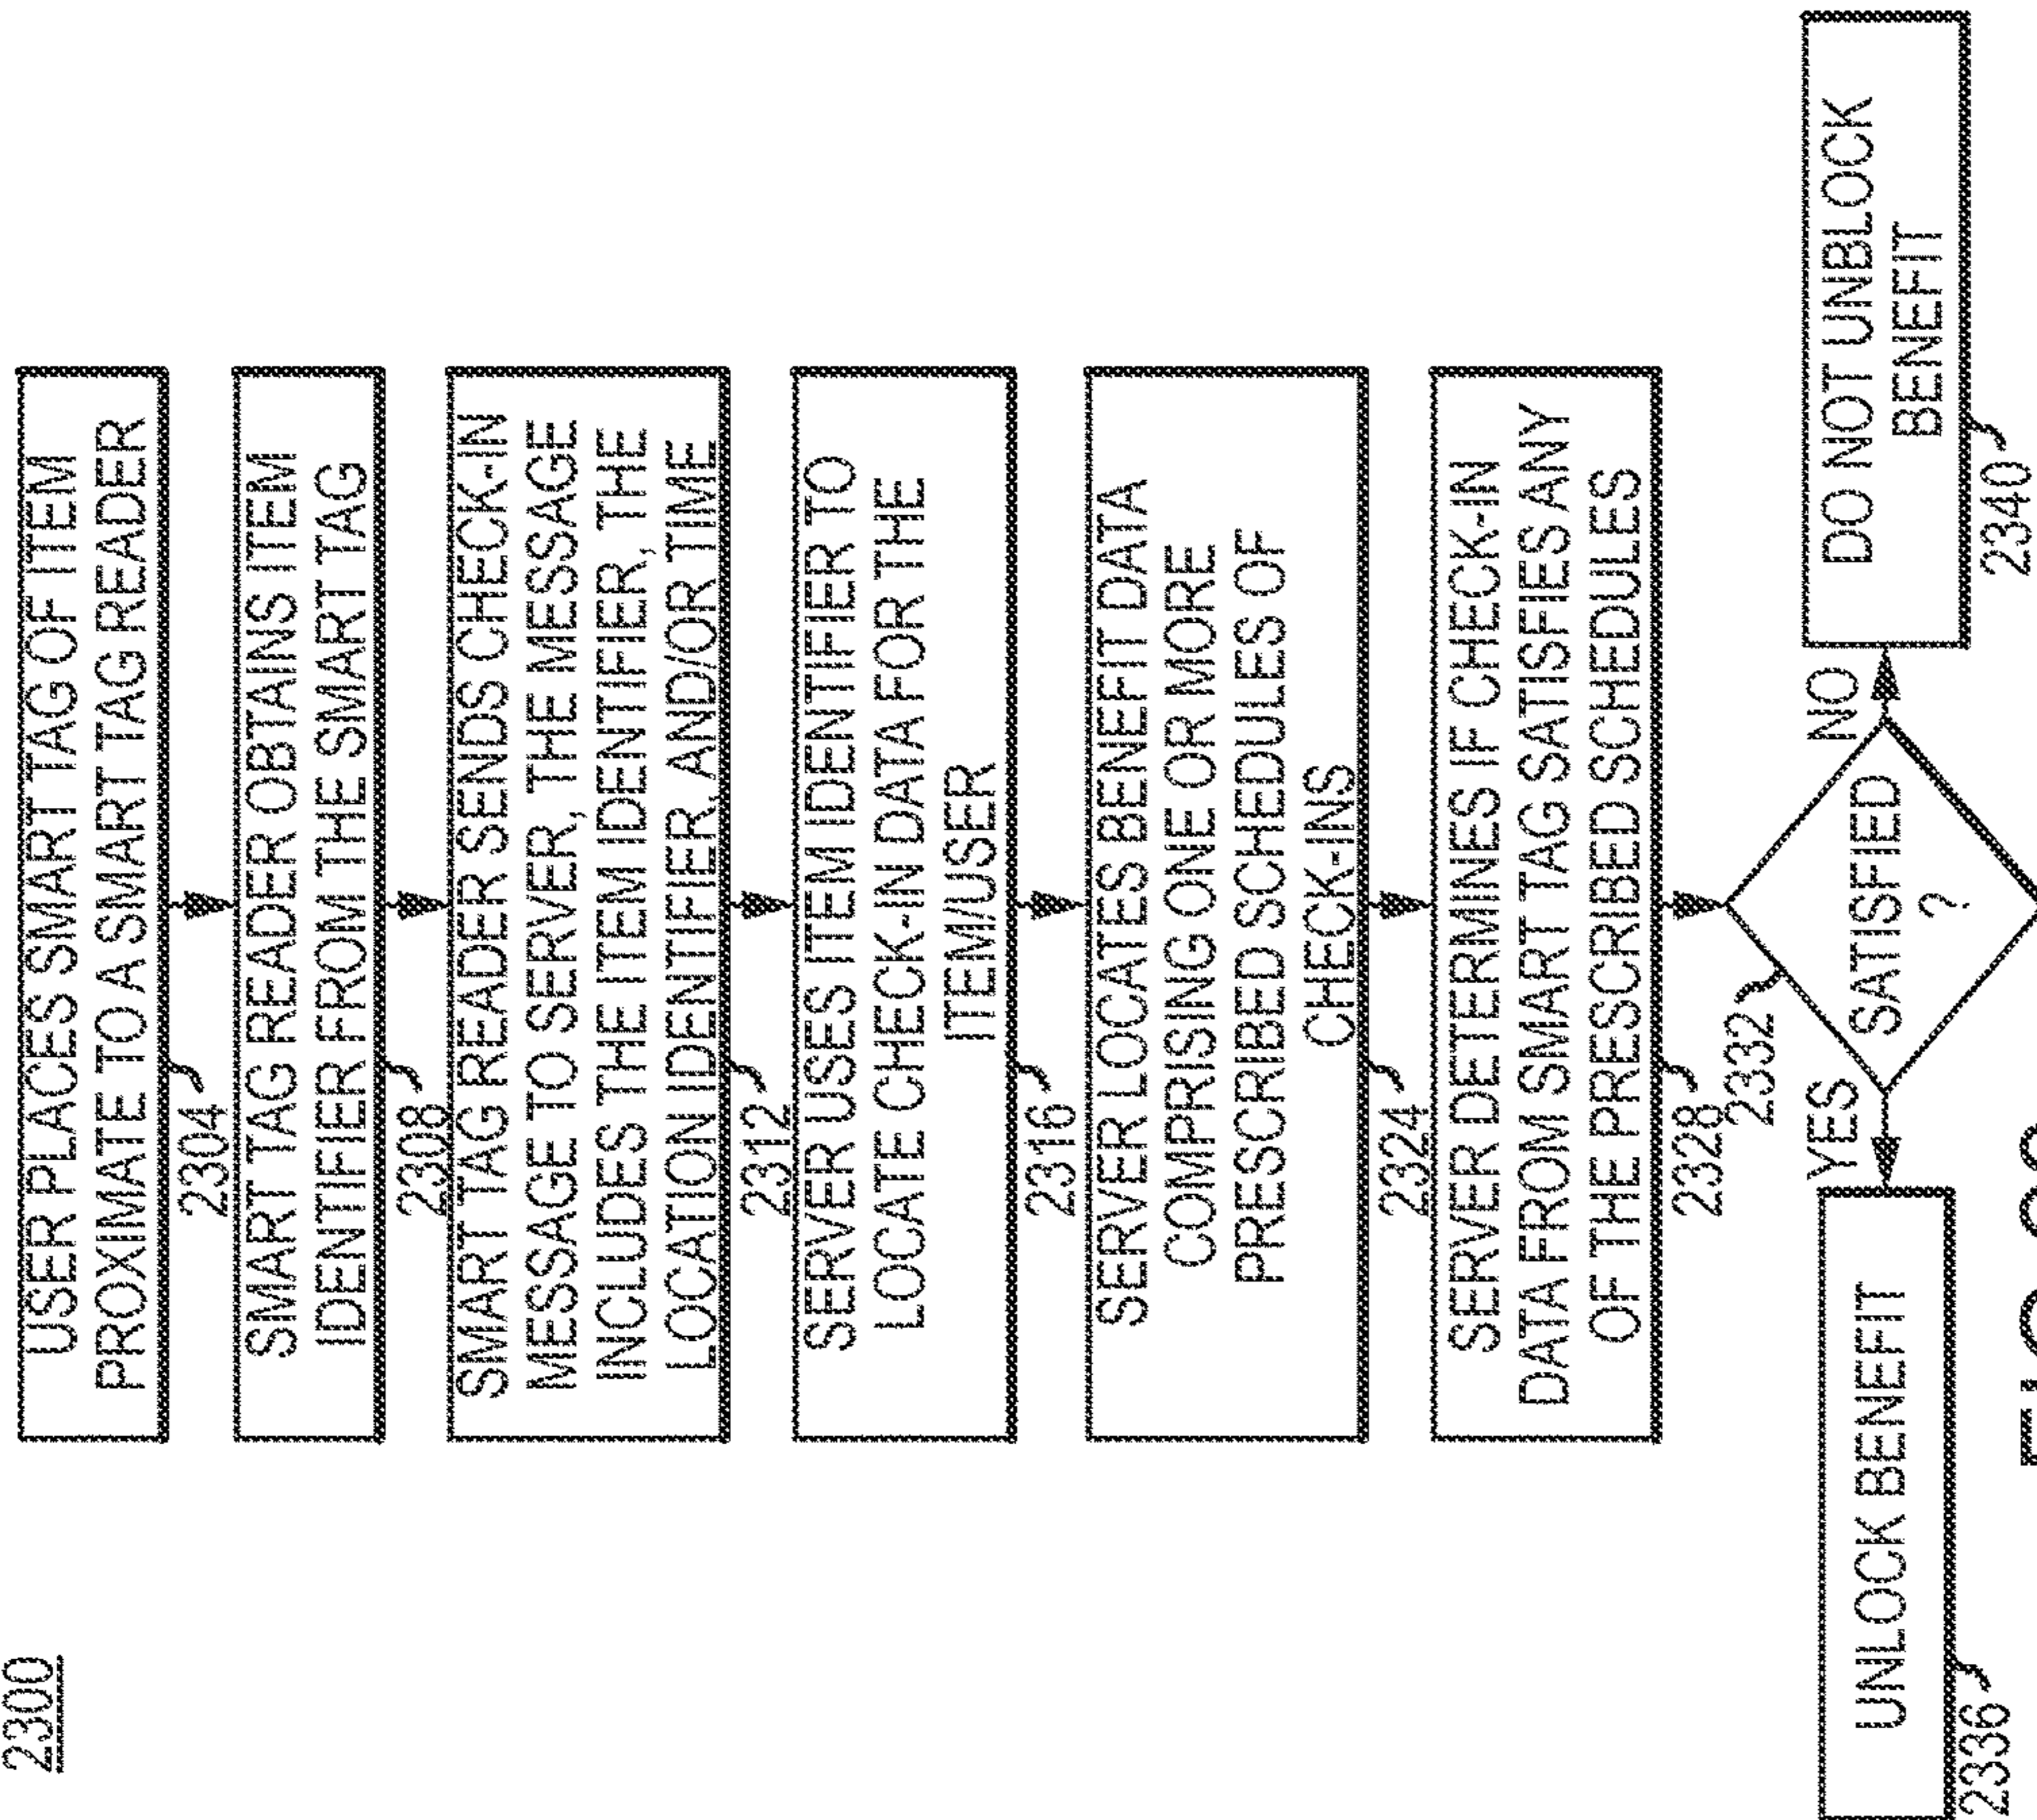 2300
USER PLACES SMART TAG OF ITEM
PROXIMATE TO A SMART TAG READER
2304
SMART TAG READER OBTAINS ITEM
IDENTIFIER FROM THE SMART TAG
2308
SMART TAG READER SENDS CHECK-IN
MESSAGE TO SERVER, THE MESSAGE
INCLUDES THE ITEM IDENTIFIER, THE
LOCATION IDENTIFIER, AND/OR TIME
2312
SERVER USES ITEM IDENTIFIER TO
LOCATE CHECK-IN DATA FOR THE
ITEM/USER
2316
SERVER LOCATES BENEFIT DATA
COMPRISING ONE OR MORE
PRESCRIBED SCHEDULES OF
CHECK-INS
2324
SERVER DETERMINES IF CHECK-IN
DATA FROM SMART TAG SATISFIES ANY
OF THE PRESCRIBED SCHEDULES
2328
2332
SATISFIED
?
YES
NO
UNLOCK BENEFIT
2336
DO NOT UNBLOCK
BENEFIT
2340